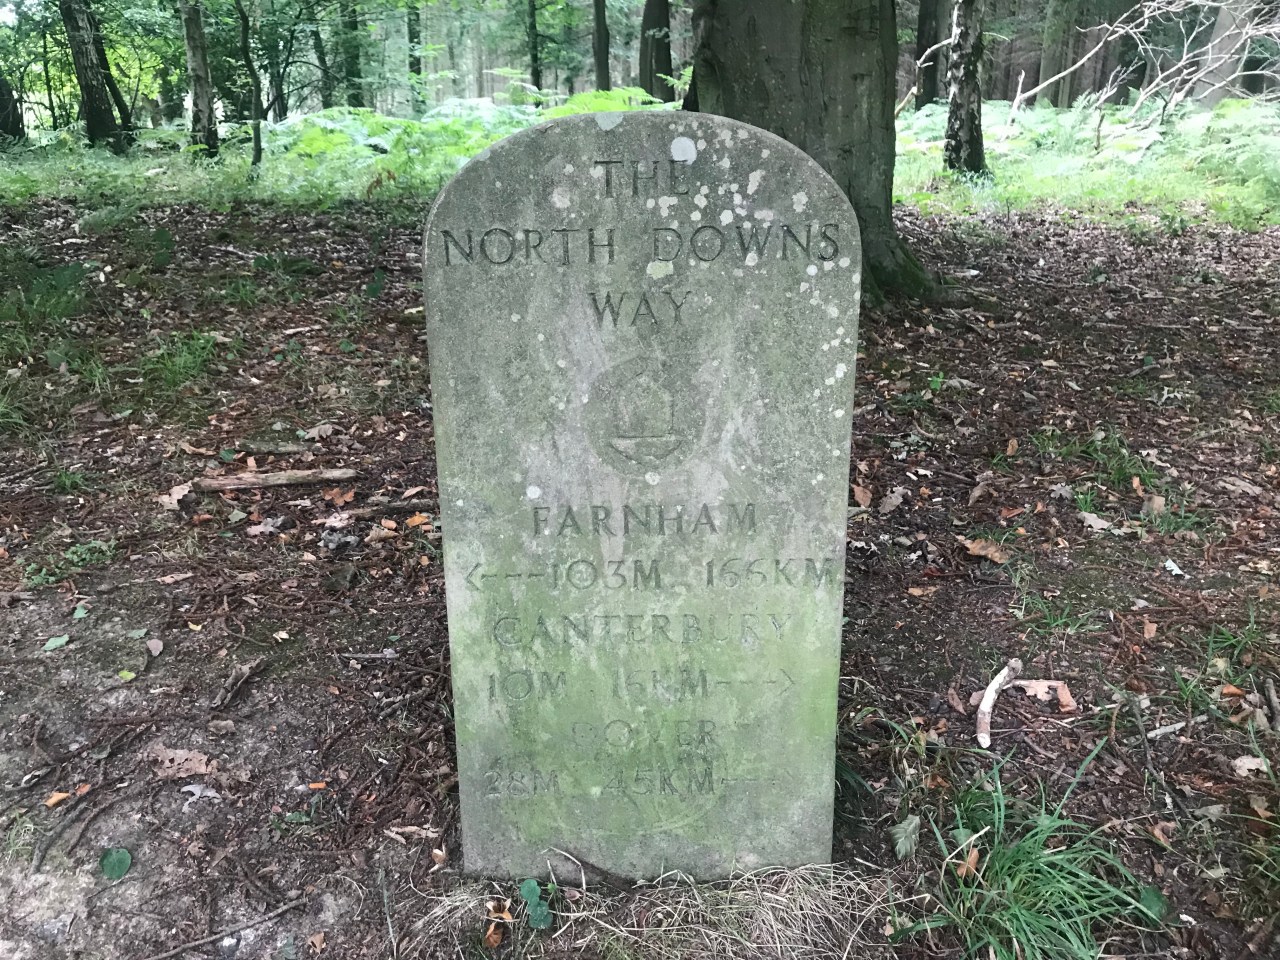 THE
NORTH DOWNS
WAY
FARNHAM
<---103M 166KM
CANTERBURY
10M 16KM--->
DOVER
28M 45KM--->